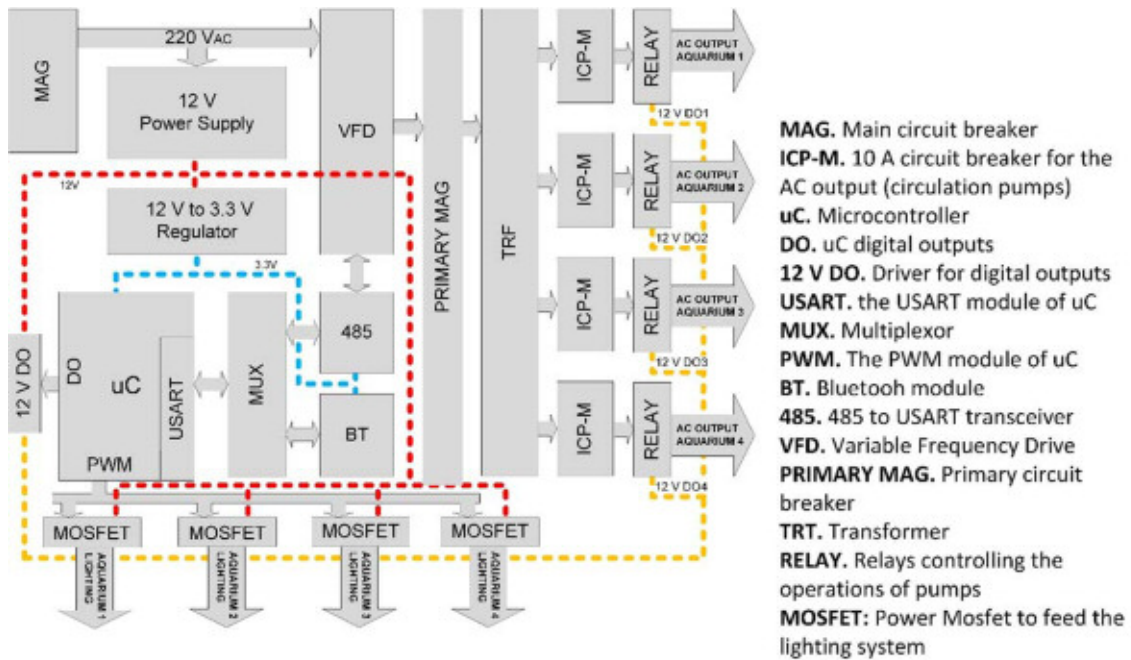 MAG
220 VAC
12 V
Power Supply
VFD
12V
12 V to 3.3 V
Regulator
3.3V
485
12 V DO
DO
uC
USART
PWM
MUX
BT
PRIMARY MAG
TRF
ICP-M
RELAY
AC OUTPUT
AQUARIUM 1
12 V DO1
ICP-M
RELAY
AC OUTPUT
AQUARIUM 2
12 V DO2
ICP-M
RELAY
AC OUTPUT
AQUARIUM 3
12 V DO3
ICP-M
RELAY
AC OUTPUT
AQUARIUM 4
12 V DO4
MOSFET
MOSFET
MOSFET
MOSFET
AQUARIUM 1
LIGHTING
AQUARIUM 2
LIGHTING
AQUARIUM 3
LIGHTING
AQUARIUM 4
LIGHTING
MAG. Main circuit breaker
ICP-M. 10 A circuit breaker for the
AC output (circulation pumps)
uC. Microcontroller
DO. uC digital outputs
12 V DO. Driver for digital outputs
USART. the USART module of uC
MUX. Multiplexor
PWM. The PWM module of uC
BT. Bluetooh module
485. 485 to USART transceiver
VFD. Variable Frequency Drive
PRIMARY MAG. Primary circuit
breaker
TRT. Transformer
RELAY. Relays controlling the
operations of pumps
MOSFET: Power Mosfet to feed the
lighting system